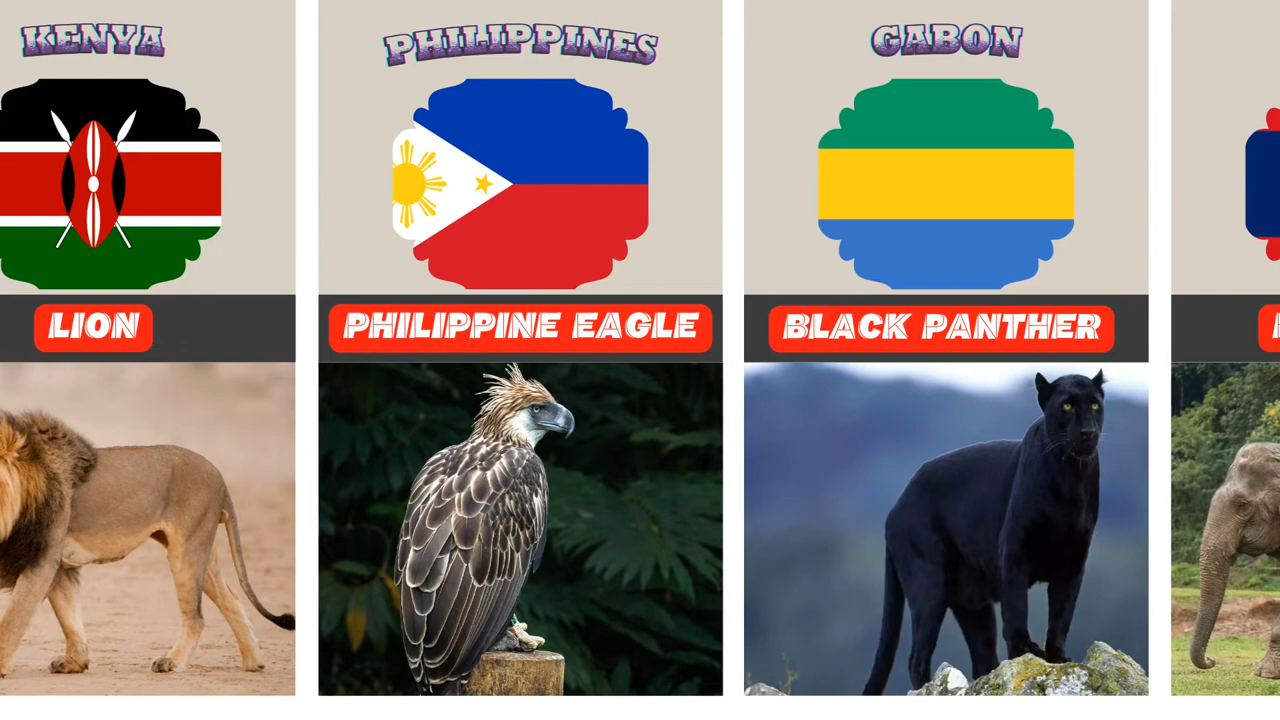 KENYA
PHILIPPINES
GABON
LION
PHILIPPINE EAGLE
BLACK PANTHER